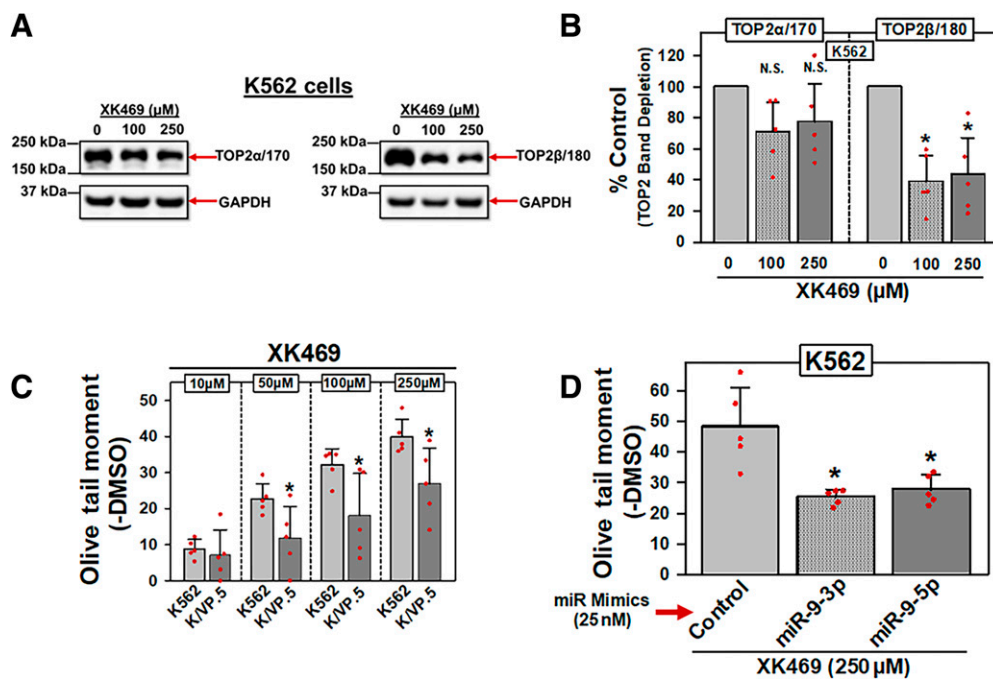 A
K562 cells
XK469 (µM)
0 100 250
250 kDa
150 kDa
TOP2α/170
37 kDa
GAPDH
XK469 (µM)
0 100 250
250 kDa
150 kDa
TOP2β/180
37 kDa
GAPDH
B
TOP2α/170
TOP2β/180
K562
% Control
(TOP2 Band Depletion)
120
100
80
60
40
20
0
N.S.
N.S.
*
*
0 100 250 0 100 250
XK469 (µM)
C
XK469
10µM
50µM
100µM
250µM
Olive tail moment
(-DMSO)
50
40
30
20
10
0
*
*
*
K562
K/VP.5
K562
K/VP.5
K562
K/VP.5
K562
K/VP.5
D
K562
Olive tail moment
(-DMSO)
60
50
40
30
20
10
0
*
*
miR Mimics
(25 nM)
Control
miR-9-3p
miR-9-5p
XK469 (250 µM)